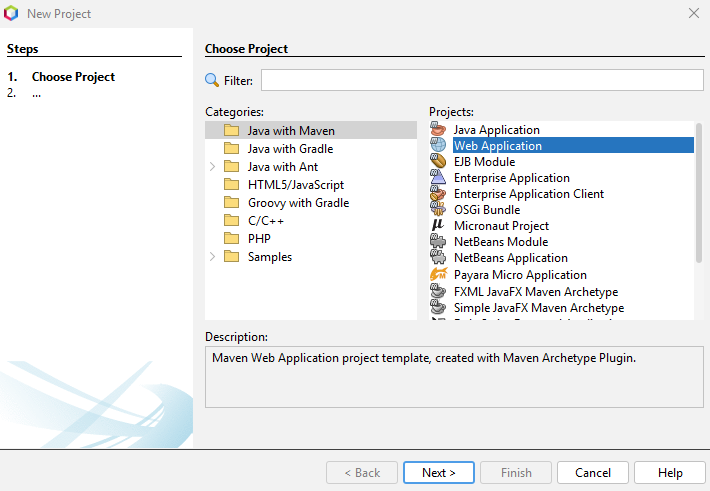 New Project
Steps
1. Choose Project
2. ...
Choose Project
Filter:
Categories:
Java with Maven
Java with Gradle
Java with Ant
HTML5/JavaScript
Groovy with Gradle
C/C++
PHP
Samples
Projects:
Java Application
Web Application
EJB Module
Enterprise Application
Enterprise Application Client
OSGi Bundle
Micronaut Project
NetBeans Module
NetBeans Application
Payara Micro Application
FXML JavaFX Maven Archetype
Simple JavaFX Maven Archetype
Description:
Maven Web Application project template, created with Maven Archetype Plugin.
< Back
Next >
Finish
Cancel
Help